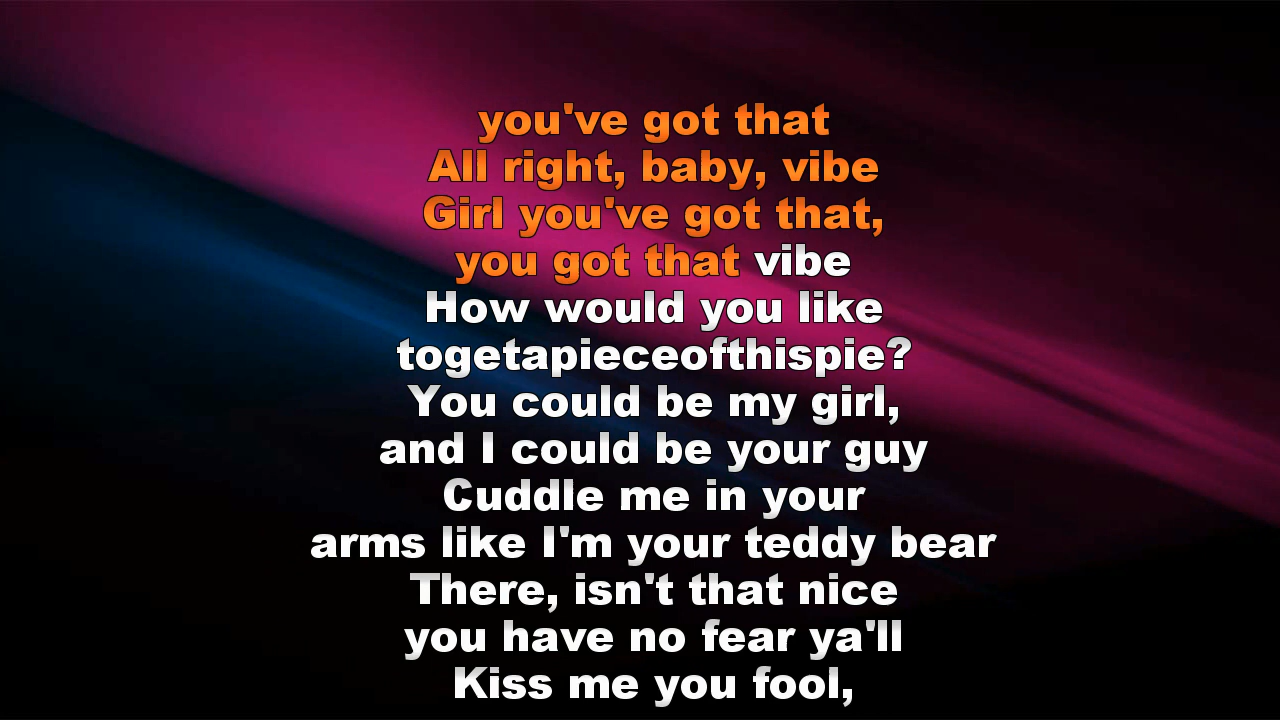 you've got that
All right, baby, vibe
Girl you've got that,
you got that vibe
How would you like
togetapieceofthispie?
You could be my girl,
and I could be your guy
Cuddle me in your
arms like I'm your teddy bear
There, isn't that nice
you have no fear ya'll
Kiss me you fool,